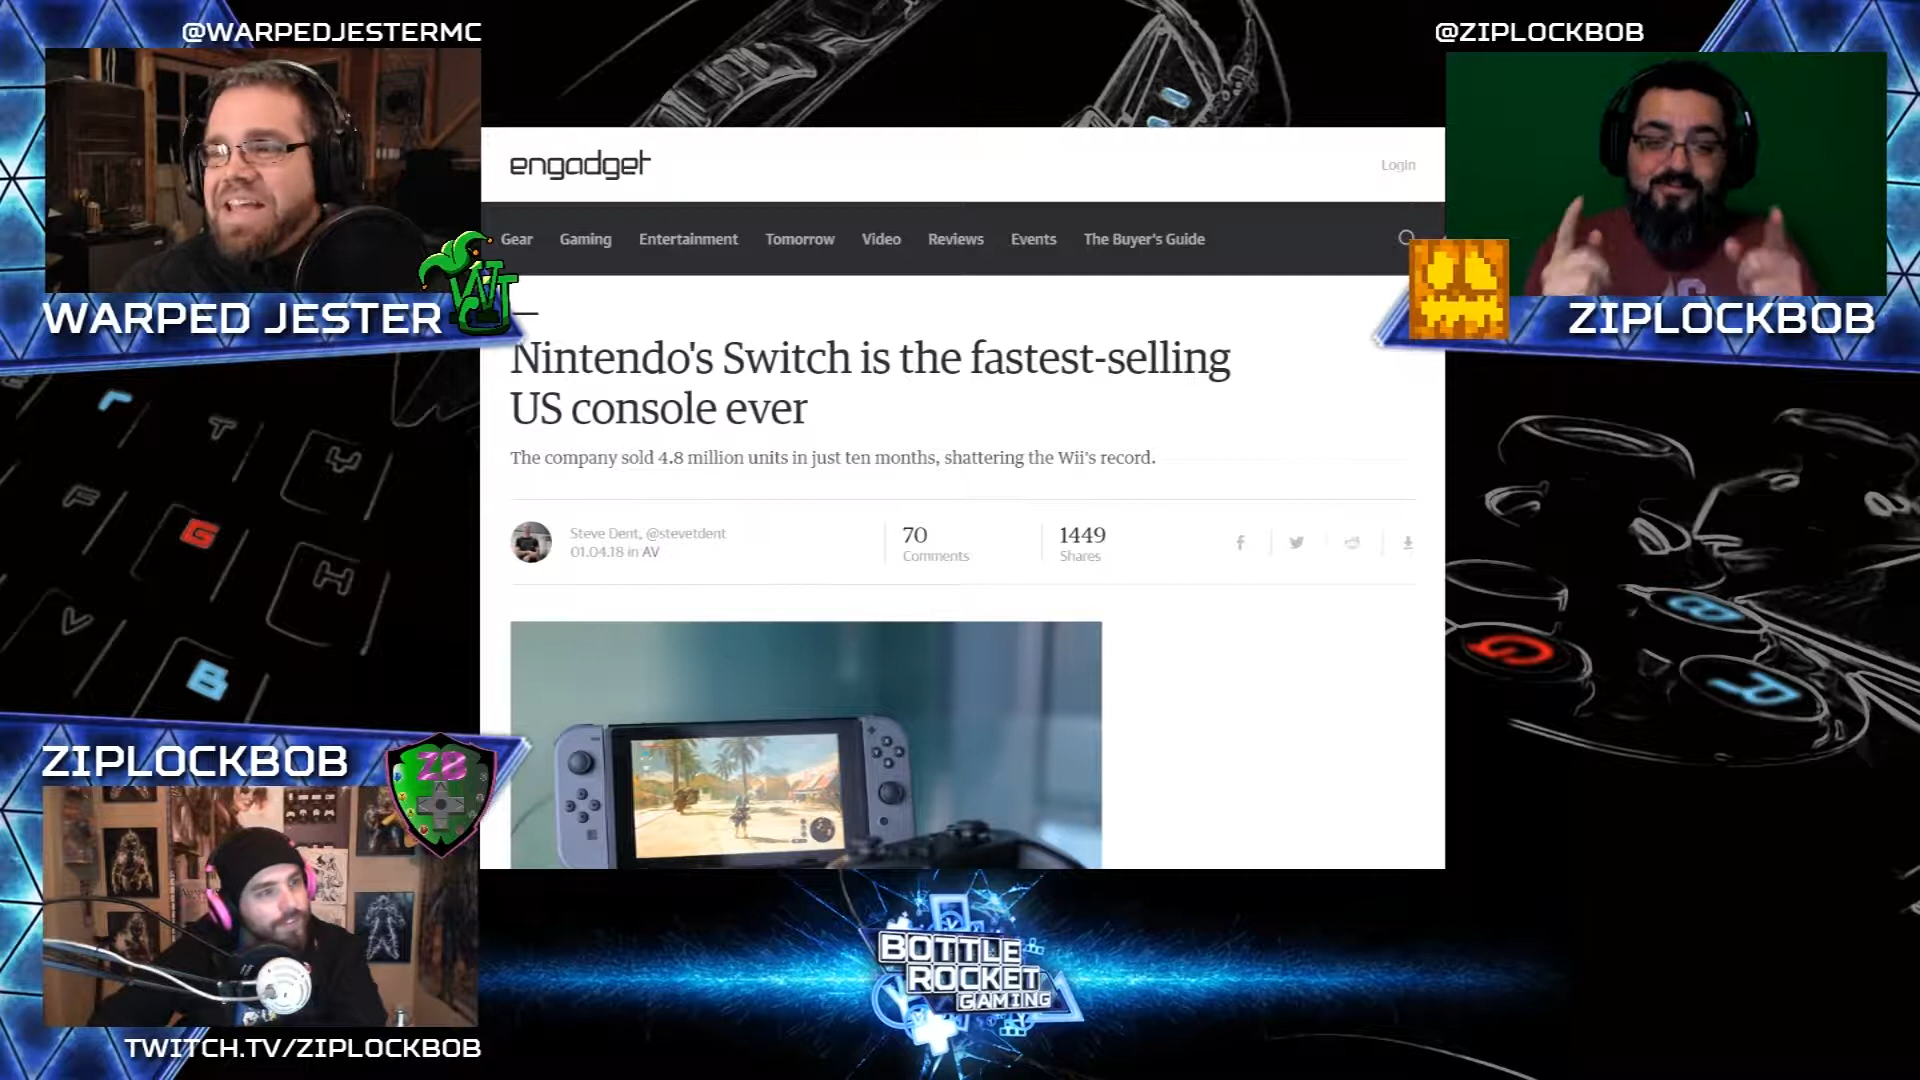 @WARPEDJESTERMC
@ZIPLOCKBOB
engadget
Login
Gear Gaming Entertainment Tomorrow Video Reviews Events The Buyer's Guide
WARPED JESTER
WJ
ZIPLOCKBOB
Nintendo's Switch is the fastest-selling
US console ever
The company sold 4.8 million units in just ten months, shattering the Wii's record.
Steve Dent, @stevetdent
01.04.18 in AV
70
Comments
1449
Shares
T
Y
F
G
H
V
B
G
B
R
ZIPLOCKBOB
ZB
BOTTLE
ROCKET
GAMING
TWITCH.TV/ZIPLOCKBOB